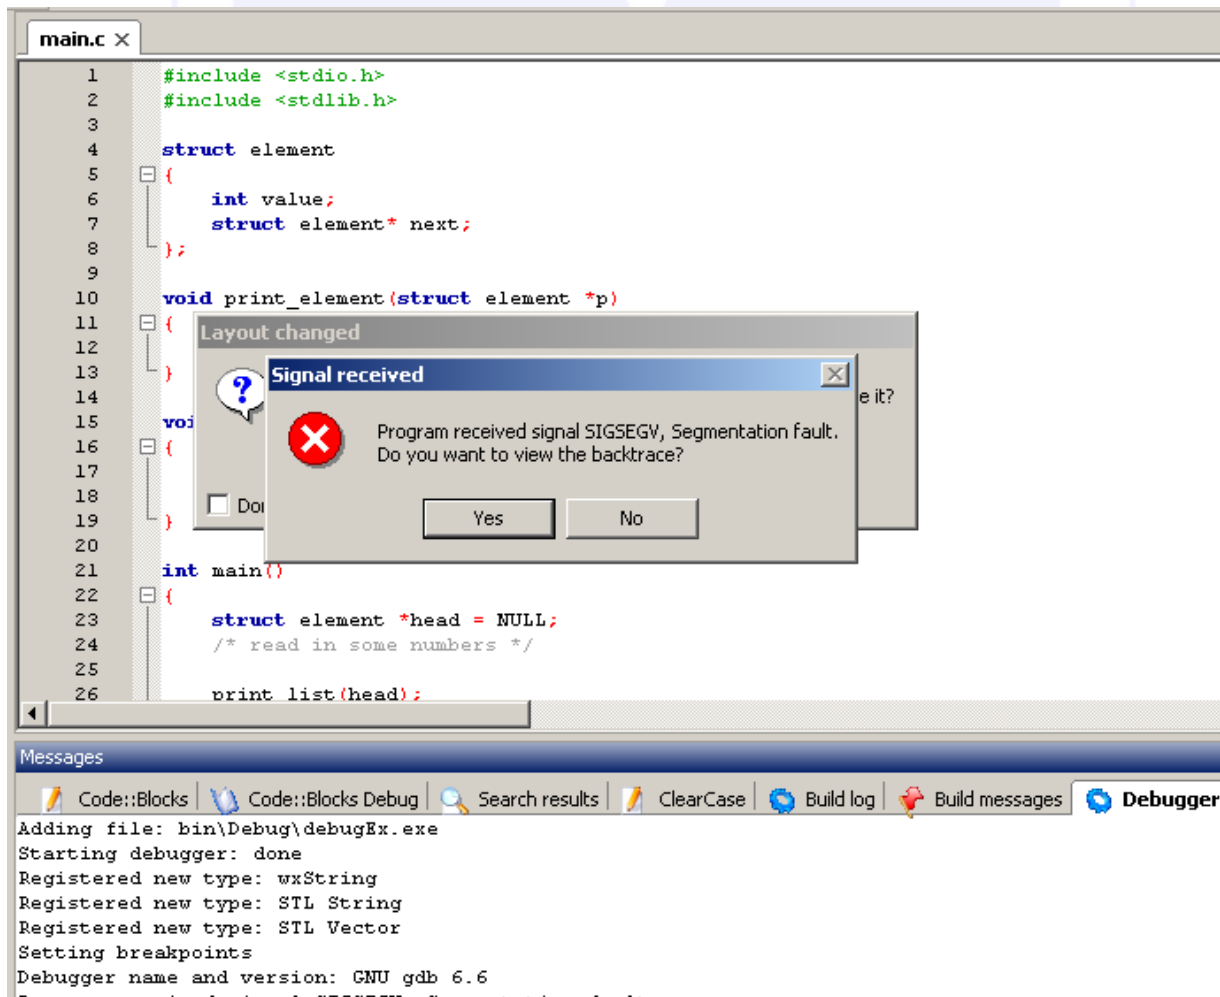 main.c
1 #include <stdio.h>
2 #include <stdlib.h>
3
4 struct element
5 {
6 int value;
7 struct element* next;
8 };
9
10 void print_element(struct element *p)
11 {
Layout changed
12
13 }
Signal received
14
e it?
15 voi
16 {
Program received signal SIGSEGV, Segmentation fault.
Do you want to view the backtrace?
17
18
Yes No
19 }
20
21 int main()
22 {
23 struct element *head = NULL;
24 /* read in some numbers */
25
26 print_list(head);
Messages
Code::Blocks Code::Blocks Debug Search results ClearCase Build log Build messages Debugger
Adding file: bin\Debug\debugEx.exe
Starting debugger: done
Registered new type: wxString
Registered new type: STL String
Registered new type: STL Vector
Setting breakpoints
Debugger name and version: GNU gdb 6.6